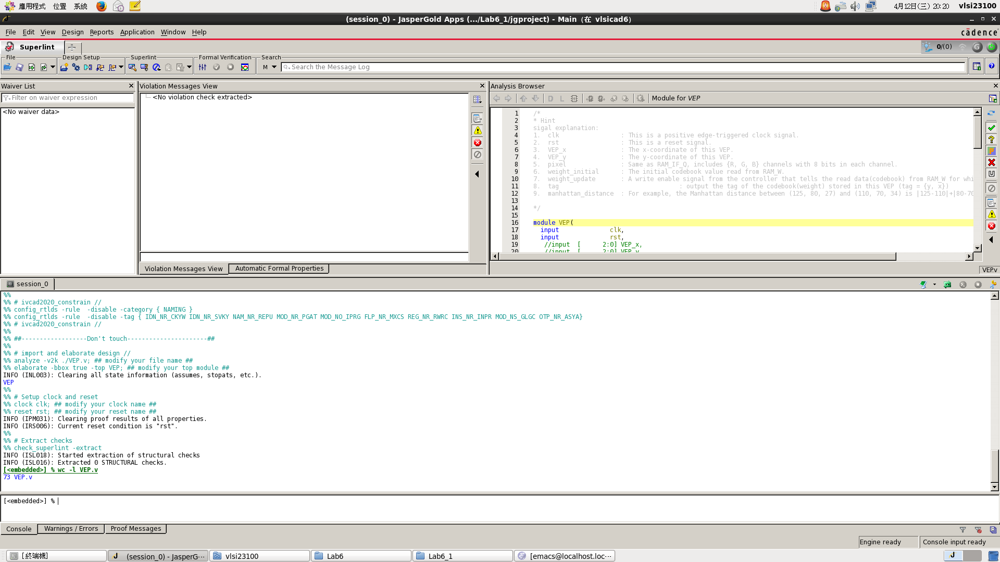 應用程式 位置 系統
4月12日(三) 20:20 vlsi23100
(session_0) - JasperGold Apps (.../Lab6_1/jgproject) - Main (在 vlsicad6)
File Edit View Design Reports Application Window Help
cādence
Superlint
0/(0)
File Design Setup Superlint Formal Verification Search
M Search the Message Log
Waiver List
Filter on waiver expression
<No waiver data>
Violation Messages View
<No violation check extracted>
Violation Messages View Automatic Formal Properties
Analysis Browser
Module for VEP
1 /*
2 * Hint
3 sigal explanation:
4 1. clk : This is a positive edge-triggered clock signal.
5 2. rst : This is a reset signal.
6 3. VEP_x : The x-coordinate of this VEP.
7 4. VEP_y : The y-coordinate of this VEP.
8 5. pixel : Same as RAM_IF_Q, includes {R, G, B} channels with 8 bits in each channel.
9 6. weight_initial : The initial codebook value read from RAM_W.
10 7. weight_update : A write enable signal from the controller that tells the read data(codebook) from RAM_W for whi
11 8. tag : output the tag of the codebook(weight) stored in this VEP (tag = {y, x})
12 9. manhattan_distance : For example, the Manhattan distance between (125, 80, 27) and (110, 70, 34) is |125-110|+|80-70
13
14 */
15
16 module VEP(
17 input clk,
18 input rst,
19 //input [ 2:0] VEP_x,
20 //input [ 2:0] VEP_y
VEP.v
session_0
%%
%% # ivcad2020_constrain //
%% config_rtlds -rule -disable -category { NAMING }
%% config_rtlds -rule -disable -tag { IDN_NR_CKYW IDN_NR_SVKY NAM_NR_REPU MOD_NR_PGAT MOD_NO_IPRG FLP_NR_MXCS REG_NR_RWRC INS_NR_INPR MOD_NS_GLGC OTP_NR_ASYA}
%% # ivcad2020_constrain //
%%
%% ##------------------Don't touch----------------------##
%%
%% # import and elaborate design //
%% analyze -v2k ./VEP.v; ## modify your file name ##
%% elaborate -bbox true -top VEP; ## modify your top module ##
INFO (INL003): Clearing all state information (assumes, stopats, etc.).
VEP
%%
%% # Setup clock and reset
%% clock clk; ## modify your clock name ##
%% reset rst; ## modify your reset name ##
INFO (IPM031): Clearing proof results of all properties.
INFO (IRS006): Current reset condition is "rst".
%%
%% # Extract checks
%% check_superlint -extract
INFO (ISL018): Started extraction of structural checks
INFO (ISL016): Extracted 0 STRUCTURAL checks.
[<embedded>] % wc -l VEP.v
73 VEP.v
[<embedded>] %
Console Warnings / Errors Proof Messages
Engine ready Console input ready
[終端機] (session_0) - JasperG··· vlsi23100 Lab6 Lab6_1 [emacs@localhost.loc···